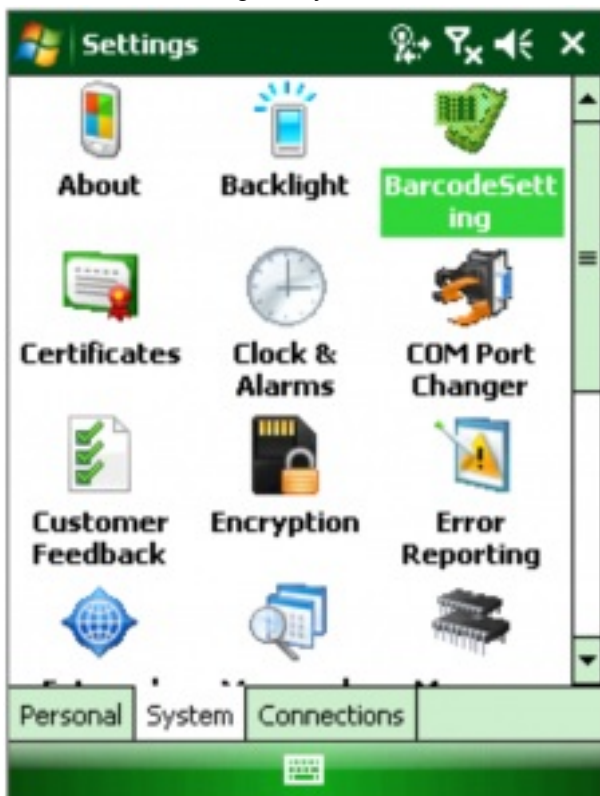 Settings
About
Backlight
BarcodeSett
ing
Certificates
Clock &
Alarms
COM Port
Changer
Customer
Feedback
Encryption
Error
Reporting
Personal
System
Connections